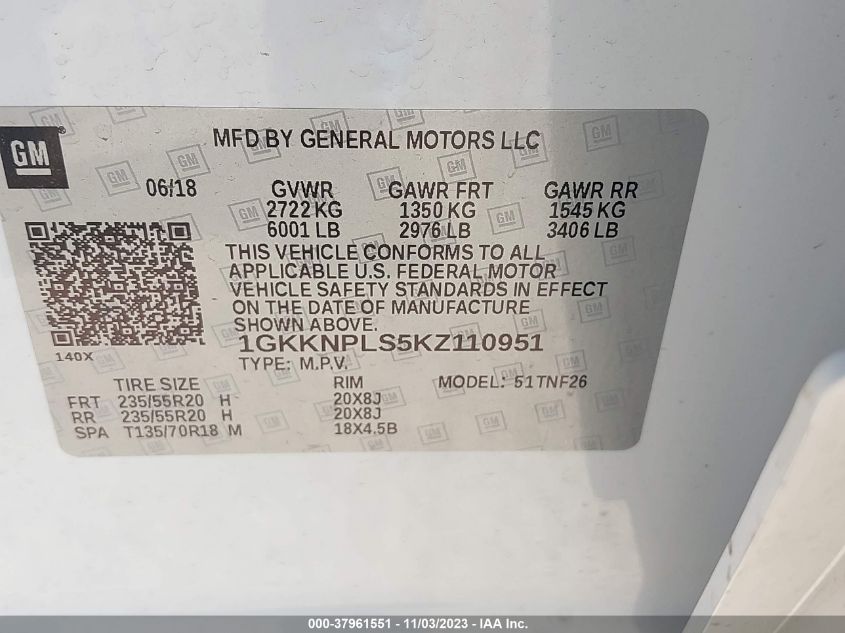 GM
MFD BY GENERAL MOTORS LLC
06/18 GVWR GAWR FRT GAWR RR
2722 KG 1350 KG 1545 KG
6001 LB 2976 LB 3406 LB
THIS VEHICLE CONFORMS TO ALL
APPLICABLE U.S. FEDERAL MOTOR
VEHICLE SAFETY STANDARDS IN EFFECT
ON THE DATE OF MANUFACTURE
SHOWN ABOVE.
140X
1GKKNPLS5KZ110951
TYPE: M.P.V.
TIRE SIZE RIM MODEL: 51TNF26
FRT 235/55R20 H 20X8J
RR 235/55R20 H 20X8J
SPA T135/70R18 M 18X4.5B
000-37961551 - 11/03/2023 - IAA Inc.